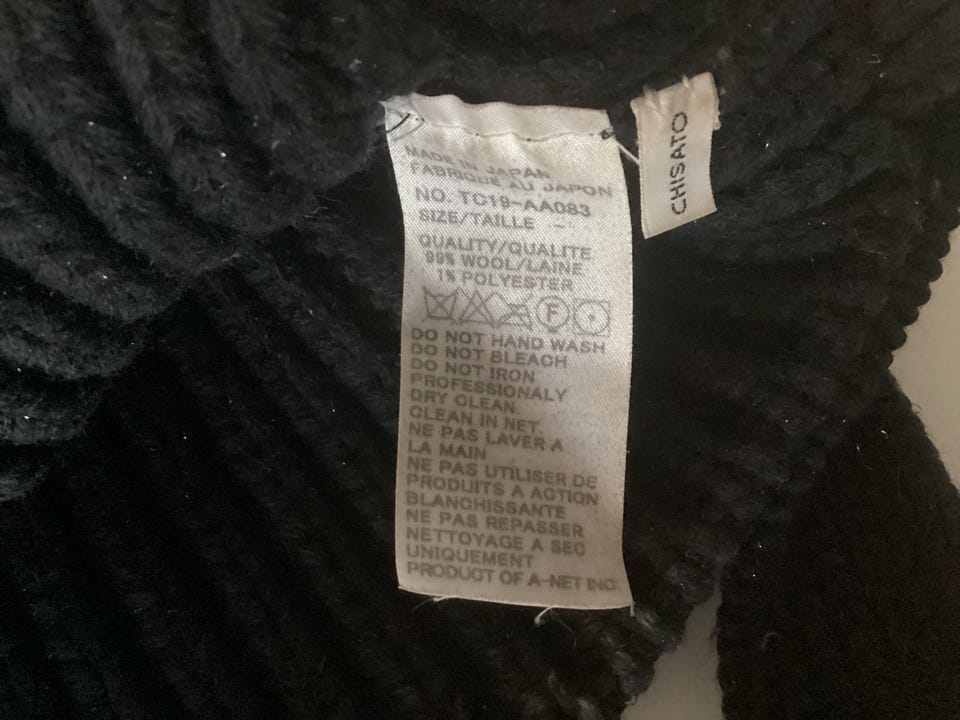 MADE IN JAPAN
FABRIQUE AU JAPON
NO. TC19-AA083
SIZE/TAILLE -
QUALITY/QUALITE
99% WOOL/LAINE
1% POLYESTER
F
DO NOT HAND WASH
DO NOT BLEACH
DO NOT IRON
PROFESSIONALY
DRY CLEAN.
CLEAN IN NET.
NE PAS LAVER A
LA MAIN
NE PAS UTILISER DE
PRODUITS A ACTION
BLANCHISSANTE
NE PAS REPASSER
NETTOYAGE A SEC
UNIQUEMENT
PRODUCT OF A-NET INC.
CHISATO